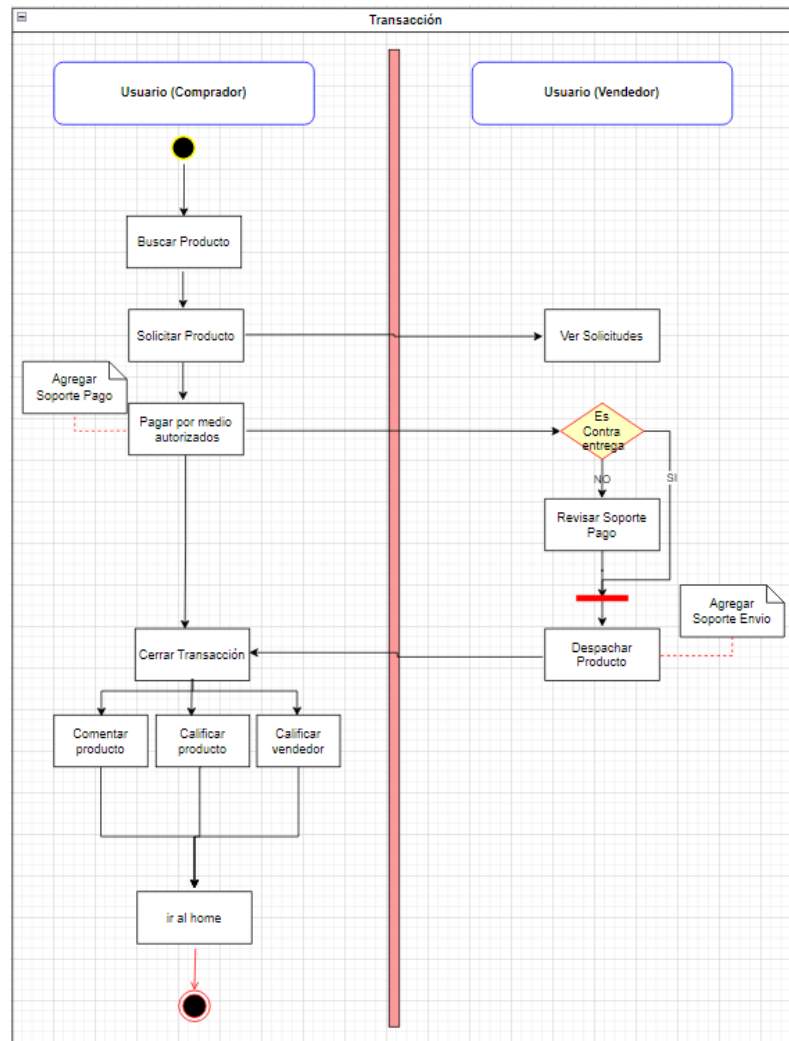 Transacción
Usuario (Comprador)
Usuario (Vendedor)
Buscar Producto
Solicitar Producto
Ver Solicitudes
Agregar
Soporte Pago
Pagar por medio
autorizados
Es
Contra
entrega
NO
SI
Revisar Soporte
Pago
Agregar
Soporte Envio
Cerrar Transacción
Despachar
Producto
Comentar
producto
Calificar
producto
Calificar
vendedor
ir al home